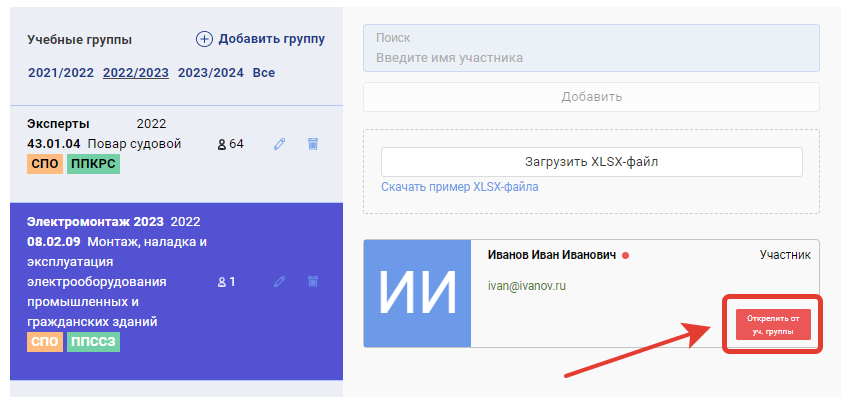 Учебные группы
Добавить группу
2021/2022 2022/2023 2023/2024 Все
Эксперты 2022
43.01.04 Повар судовой
64
СПО ППКРС
Электромонтаж 2023 2022
08.02.09 Монтаж, наладка и
эксплуатация
электрооборудования
промышленных и
гражданских зданий
1
СПО ППССЗ
Поиск
Введите имя участника
Добавить
Загрузить XLSX-файл
Скачать пример XLSX-файла
ИИ
Иванов Иван Иванович
Участник
ivan@ivanov.ru
Открепить от
уч. группы